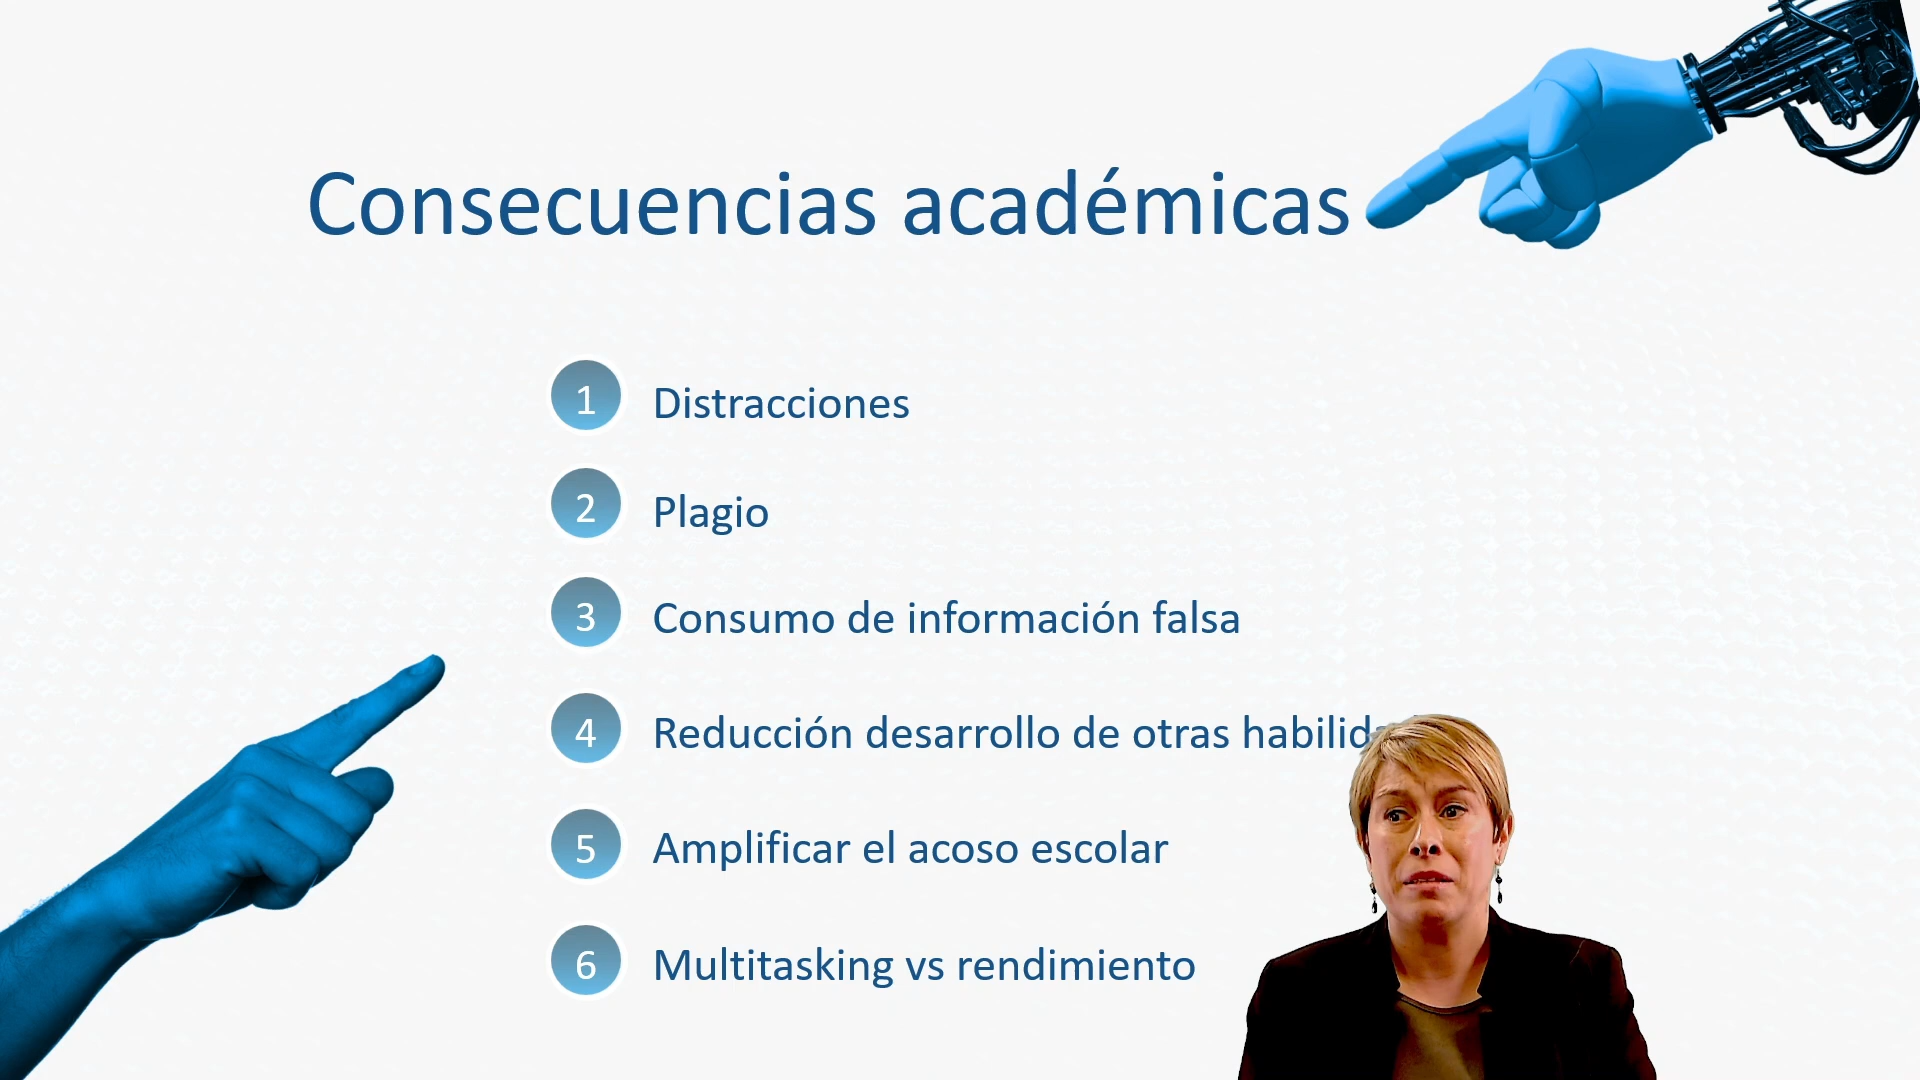 Consecuencias académicas
1 Distracciones
2 Plagio
3 Consumo de información falsa
4 Reducción desarrollo de otras
5 Amplificar el acoso escolar
6 Multitasking vs rendimiento